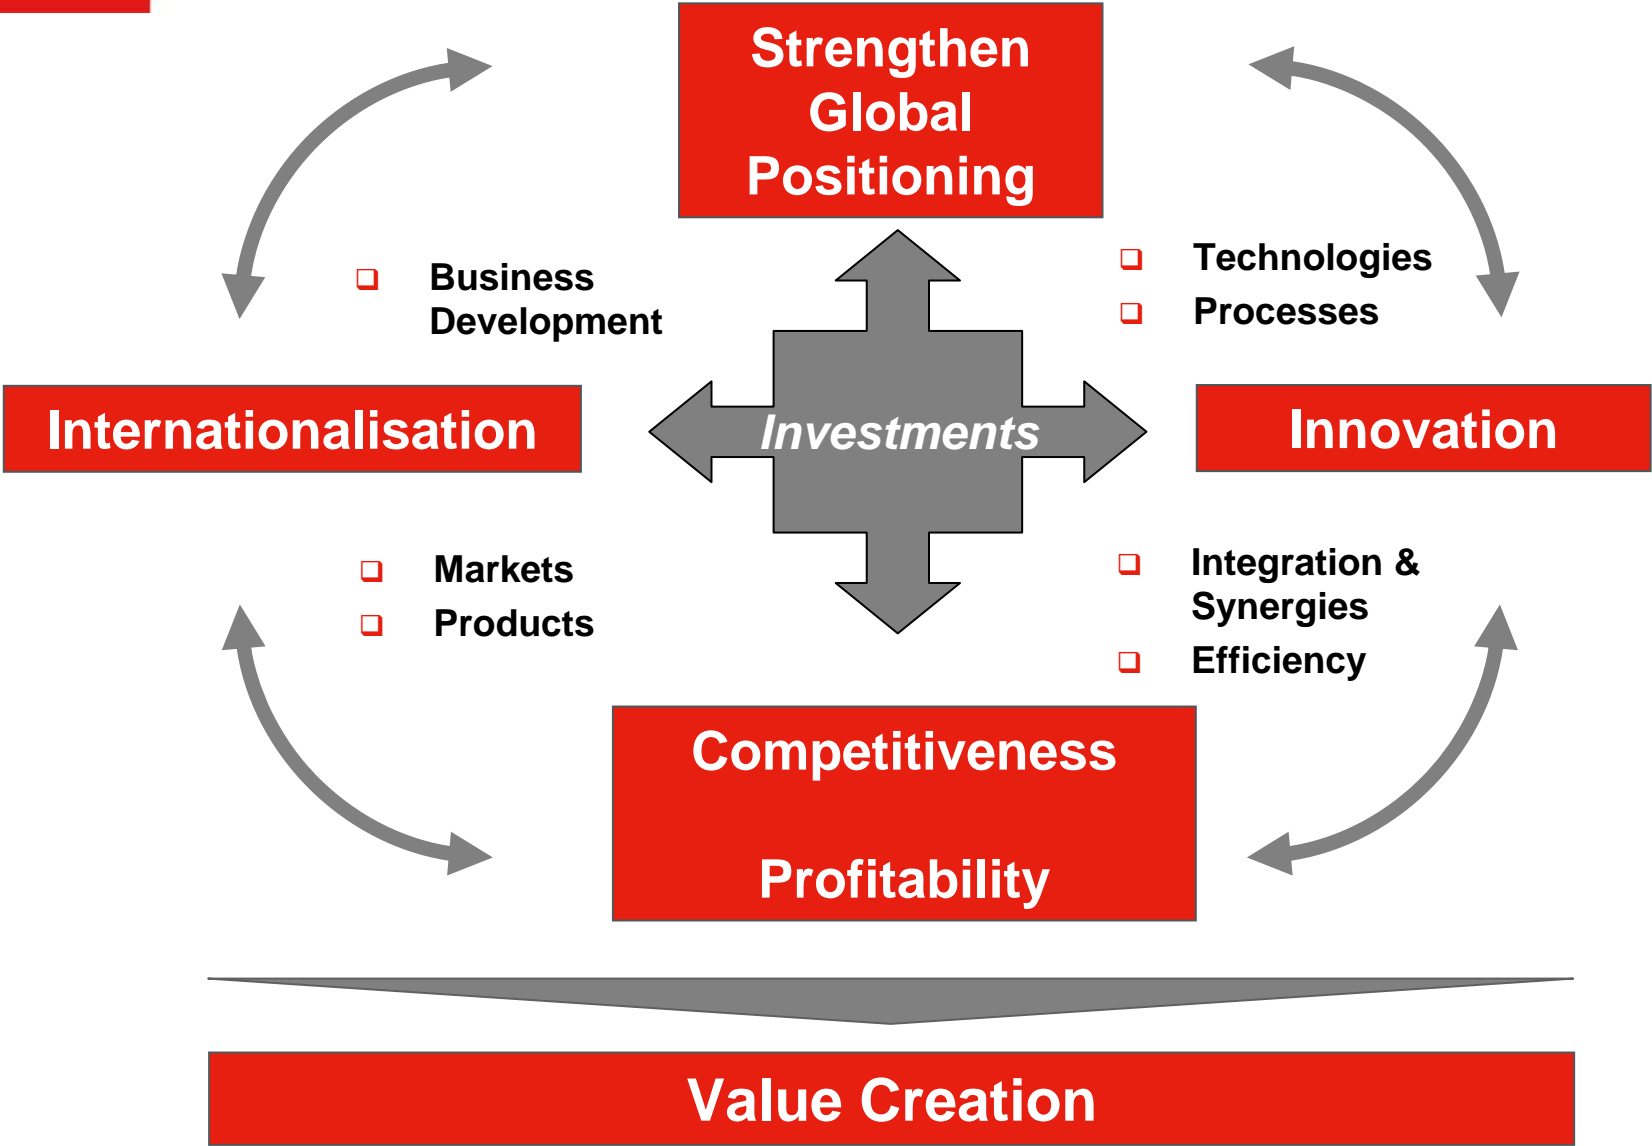 Strengthen
Global
Positioning
Business
Development
Technologies
Processes
Internationalisation
Investments
Innovation
Markets
Products
Integration &
Synergies
Efficiency
Competitiveness
Profitability
Value Creation